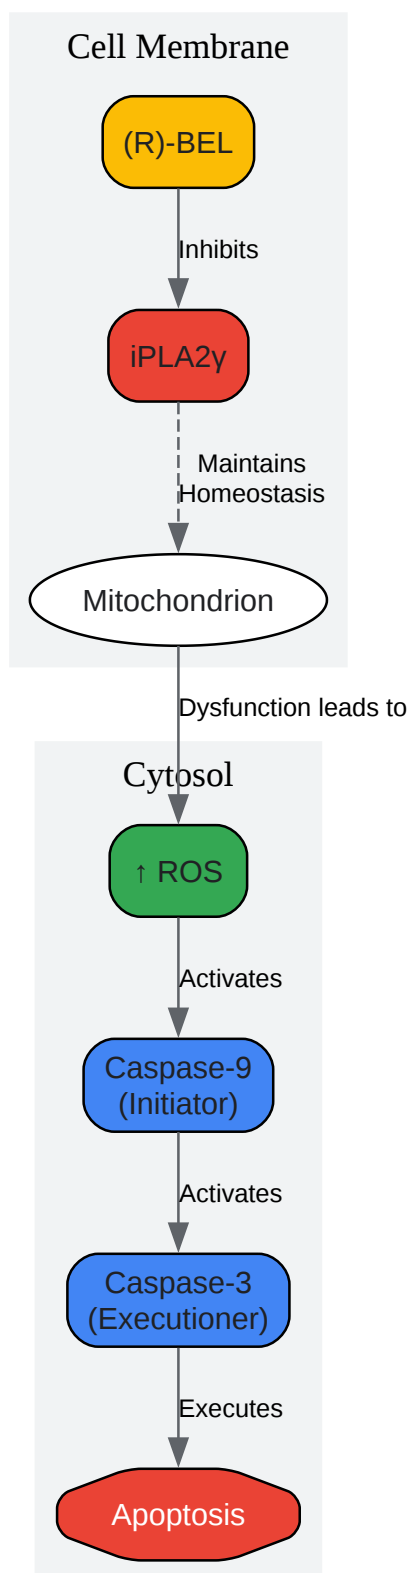 Cell Membrane
(R)-BEL
Inhibits
iPLA2γ
Maintains
Homeostasis
Mitochondrion
Dysfunction leads to
Cytosol
↑ ROS
Activates
Caspase-9
(Initiator)
Activates
Caspase-3
(Executioner)
Executes
Apoptosis